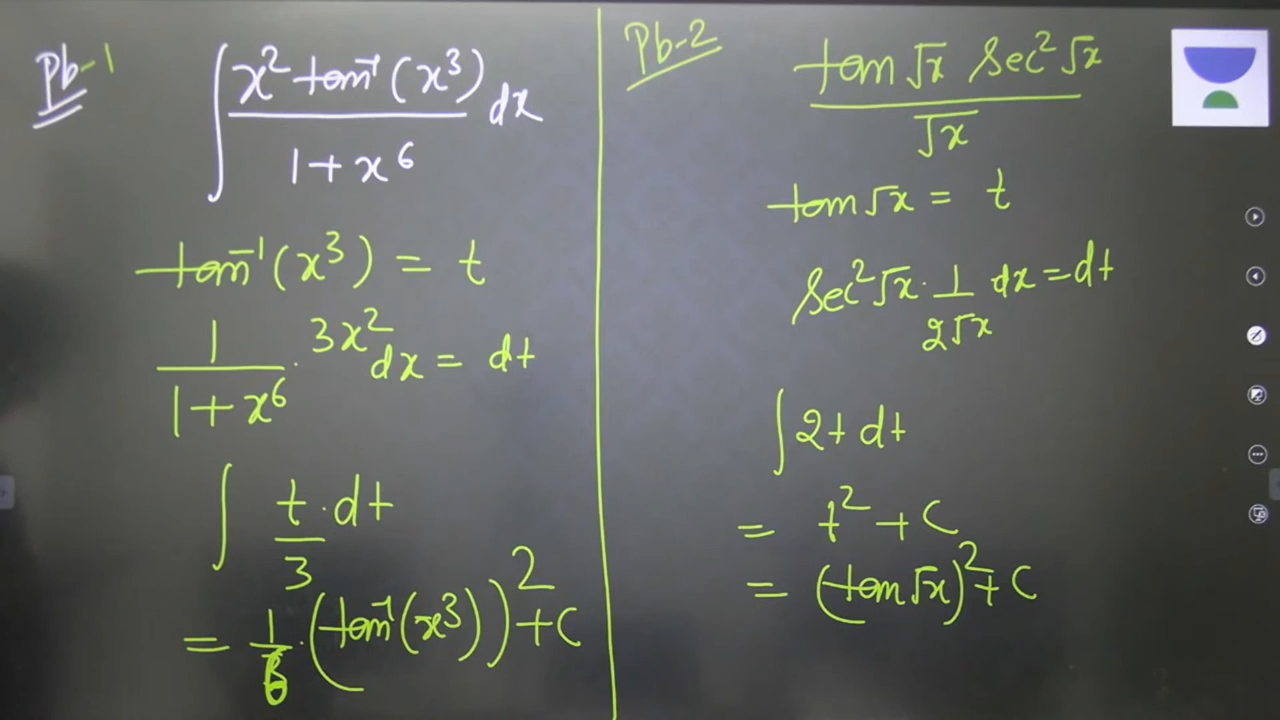 Pb-1
∫ x² tan⁻¹(x³) / 1+x⁶ dx
tan⁻¹(x³) = t
1/1+x⁶ · 3x² dx = dt
∫ t/3 · dt
= 1/6 · (tan⁻¹(x³))² + C
Pb-2
tan√x sec²√x / √x
tan√x = t
sec²√x · 1/2√x dx = dt
∫ 2t dt
= t² + C
= (tan√x)² + C